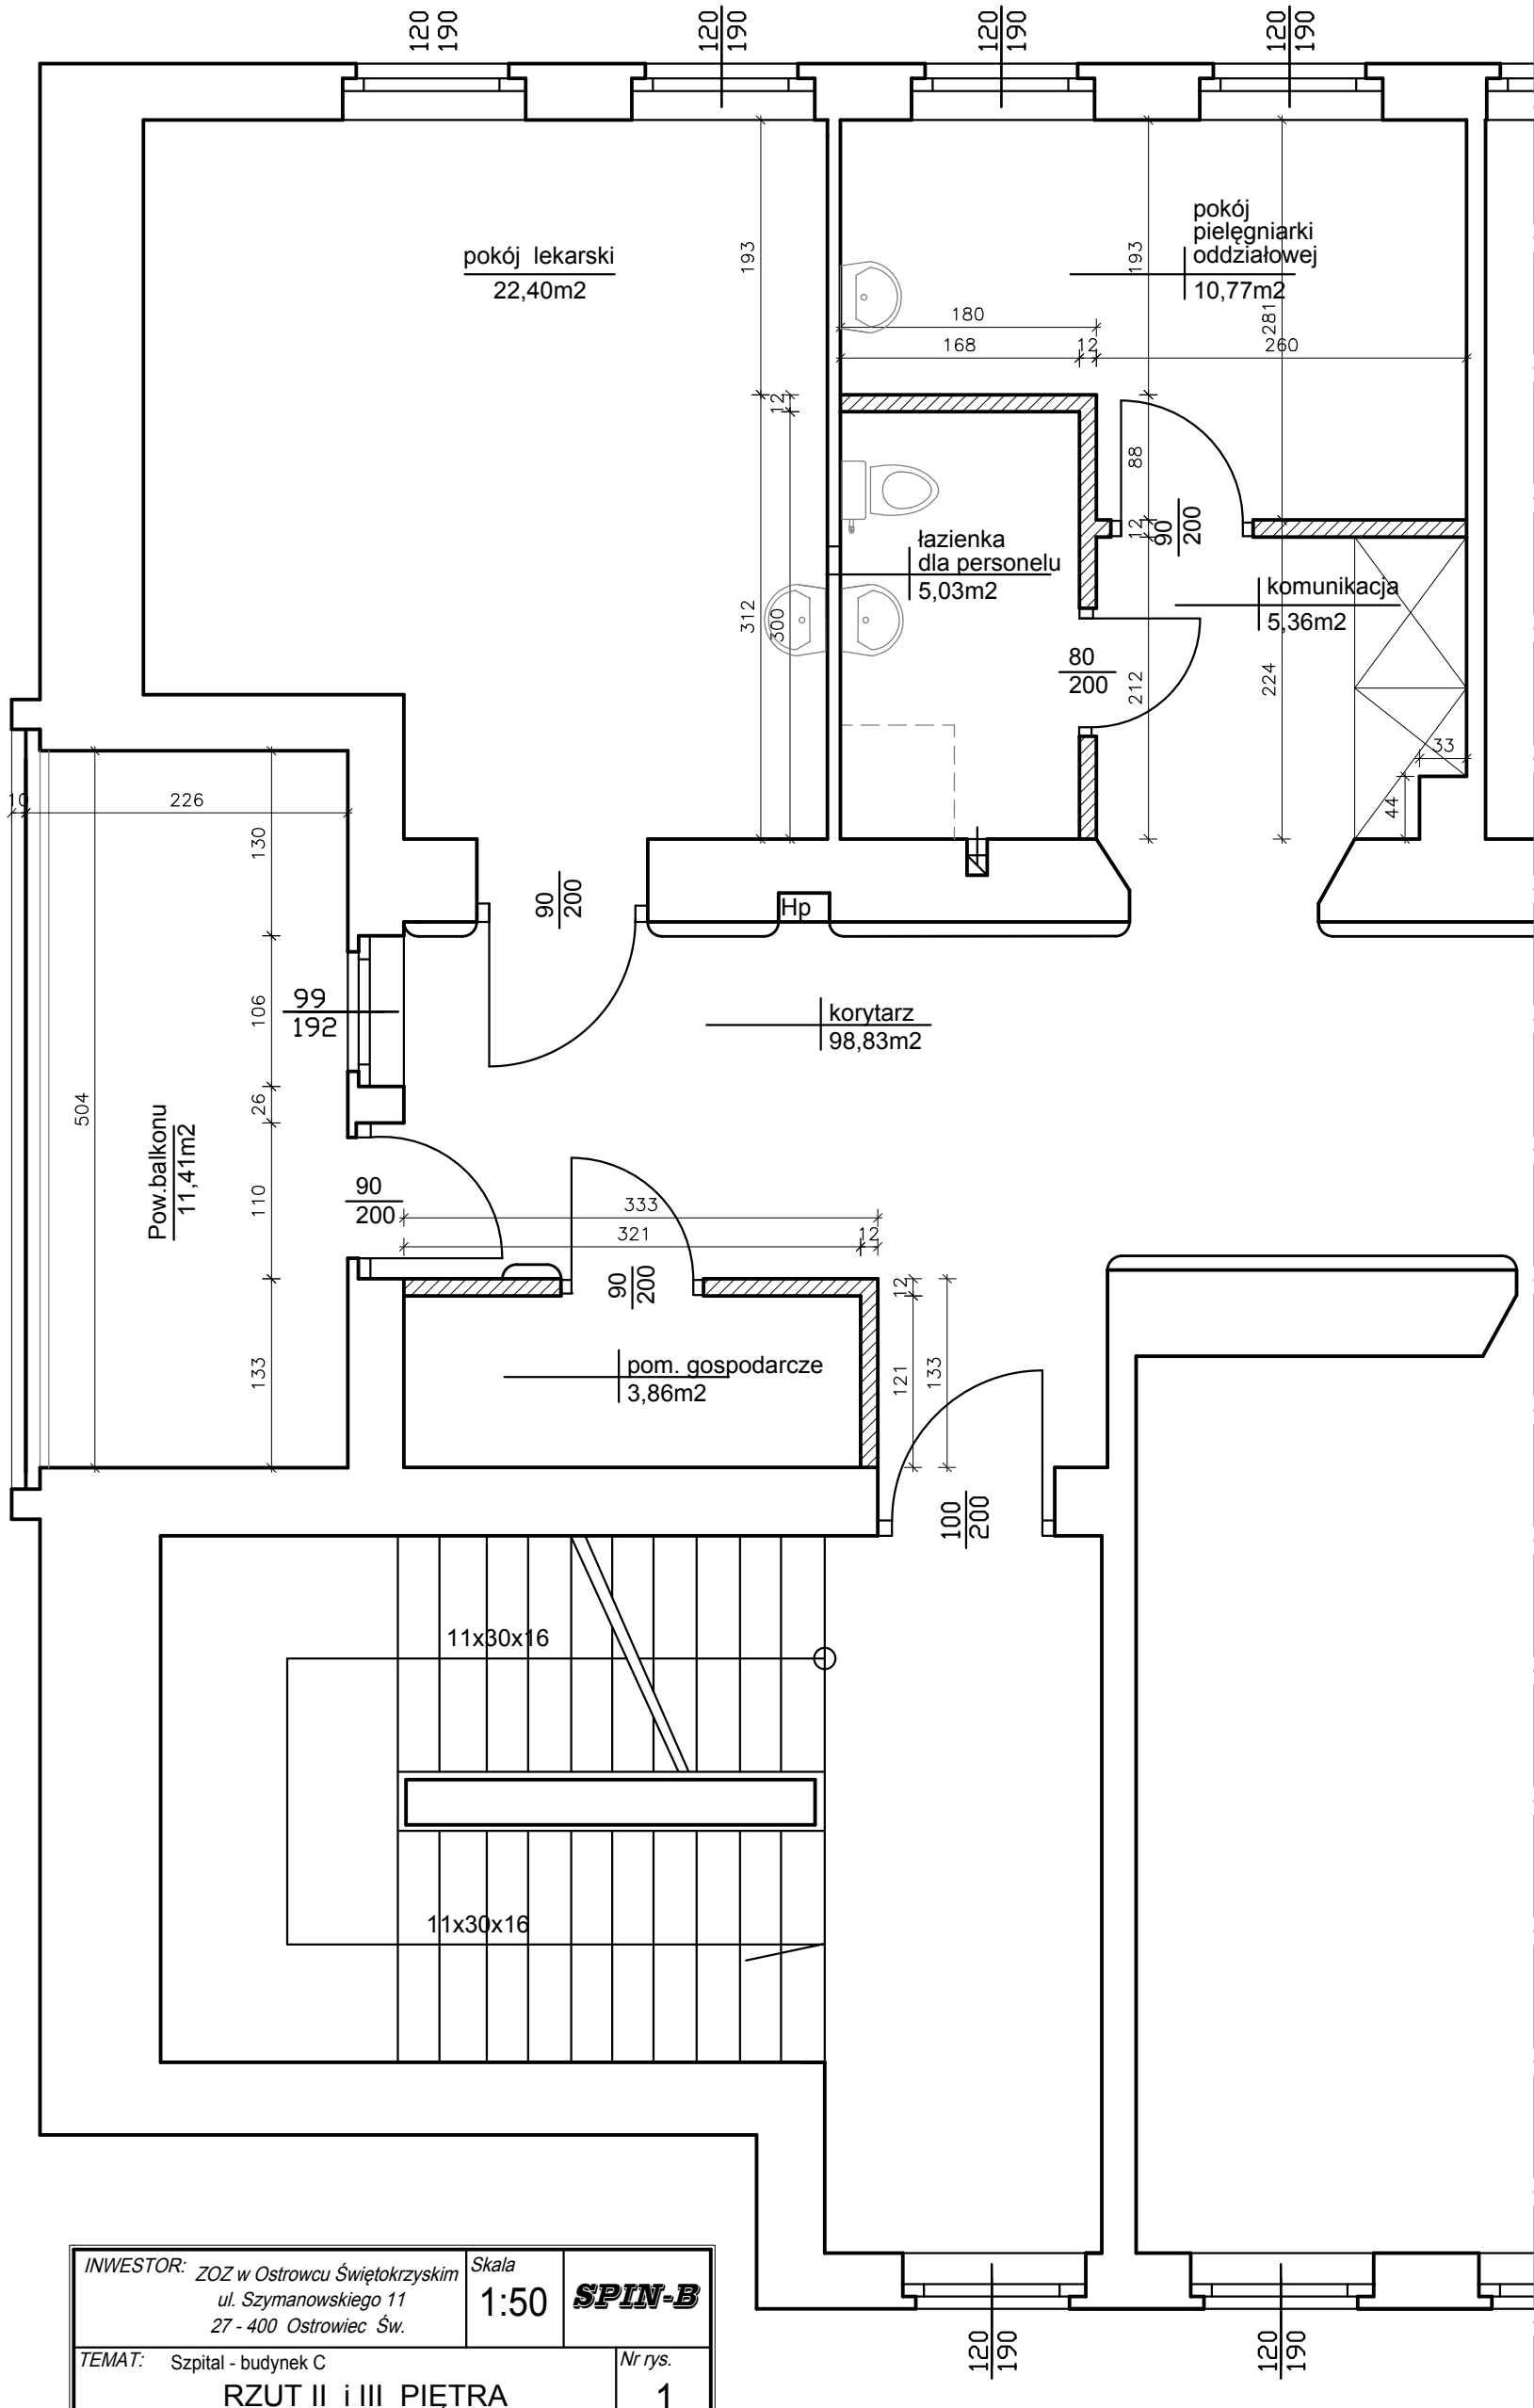 120
190
120
190
120
190
120
190
pokój lekarski
22,40m2
193
pokój
pielęgniarki
oddziałowej
10,77m2
193
281
180
168
12
260
12
88
12
90
200
łazienka
dla personelu
5,03m2
komunikacja
5,36m2
312
300
80
200
212
224
33
44
10
226
130
90
200
Hp
99
192
106
korytarz
98,83m2
504
26
Pow.balkonu
11,41m2
110
90
200
333
321
12
90
200
12
133
pom. gospodarcze
3,86m2
121
133
100
200
11x30x16
11x30x16
INWESTOR: ZOZ w Ostrowcu Świętokrzyskim
ul. Szymanowskiego 11
27 - 400 Ostrowiec Św.
Skala
1:50
SPIN-B
TEMAT: Szpital - budynek C
RZUT II i III PIĘTRA
Nr rys.
1
120
190
120
190